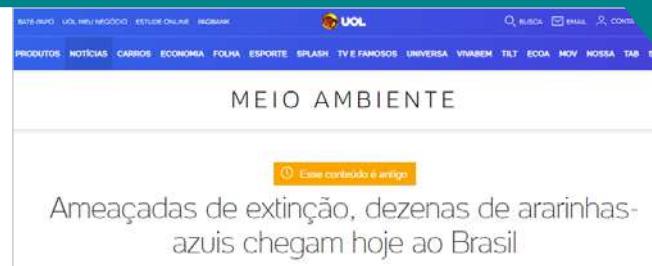 BATE-PAPO UOL MEU NEGÓCIO ESTUDE ONLINE PAGBANK UOL BUSCA EMAIL
PRODUTOS NOTÍCIAS CARROS ECONOMIA FOLHA ESPORTE SPLASH TV E FAMOSOS UNIVERSA VIVABEM TILT ECOA MOV NOSSA TAB
MEIO AMBIENTE
Esse conteúdo é antigo
Ameaçadas de extinção, dezenas de ararinhas-
azuis chegam hoje ao Brasil